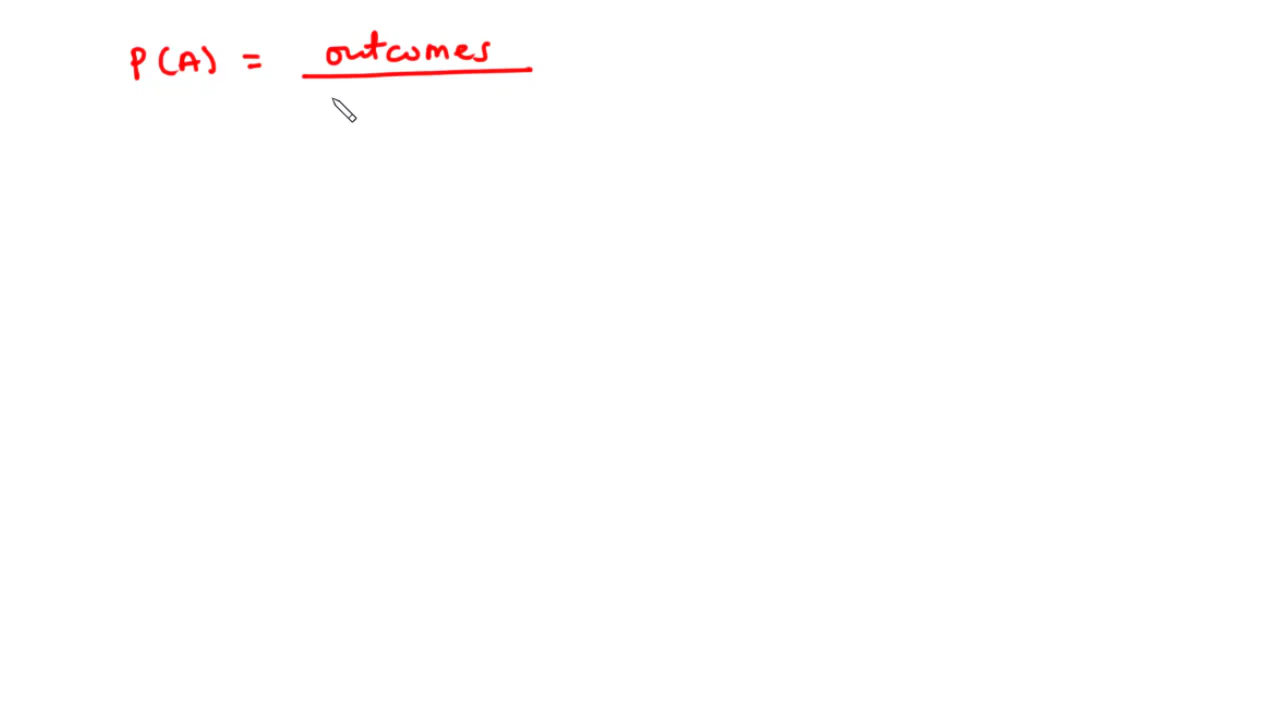 P(A) = outcomes